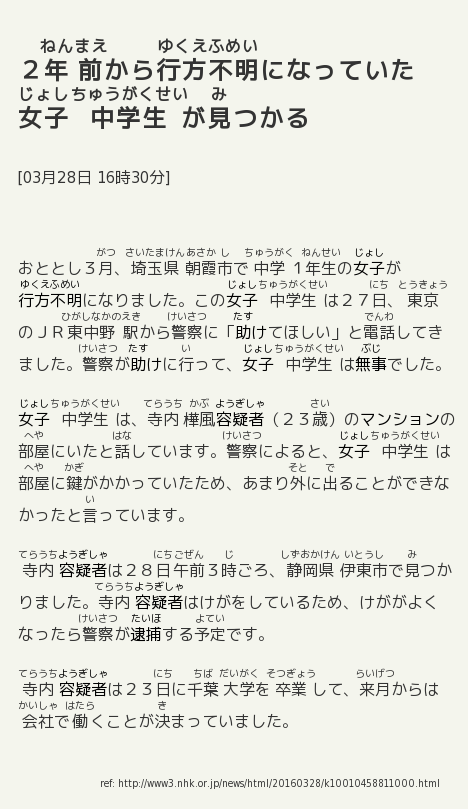 ねんまえ ゆくえふめい
２年 前から行方不明になっていた
じょしちゅうがくせい み
女子 中学生 が見つかる
[03月28日 16時30分]
がつ さいたまけんあさかし ちゅうがく ねんせい じょし
おととし３月、埼玉県 朝霞市で 中学 １年生の女子が
ゆくえふめい じょしちゅうがくせい にち とうきょう
行方不明になりました。この女子 中学生 は２７日、 東京
ひがしなかのえき けいさつ たす でんわ
のＪＲ東中野 駅から警察に「助けてほしい」と電話してき
けいさつ たす い じょしちゅうがくせい ぶじ
ました。警察が助けに行って、女子 中学生 は無事でした。
じょしちゅうがくせい てらうち かぶ ようぎしゃ さい
女子 中学生 は、寺内 樺風容疑者（２３歳）のマンションの
へや はな けいさつ じょしちゅうがくせい
部屋にいたと話しています。警察によると、女子 中学生 は
へや かぎ そと で
部屋に鍵がかかっていたため、あまり外に出ることができな
い
かったと言っています。
てらうちようぎしゃ にちごぜん じ しずおかけん いとうし み
寺内 容疑者は２８日午前３時ごろ、静岡県 伊東市で見つか
てらうちようぎしゃ
りました。寺内 容疑者はけがをしているため、けががよく
けいさつ たいほ よてい
なったら警察が逮捕する予定です。
てらうちようぎしゃ にち ちば だいがく そつぎょう らいげつ
寺内 容疑者は２３日に千葉 大学を 卒業 して、来月からは
かいしゃ はたら き
会社で働くことが決まっていました。
ref: http://www3.nhk.or.jp/news/html/20160328/k10010458811000.html